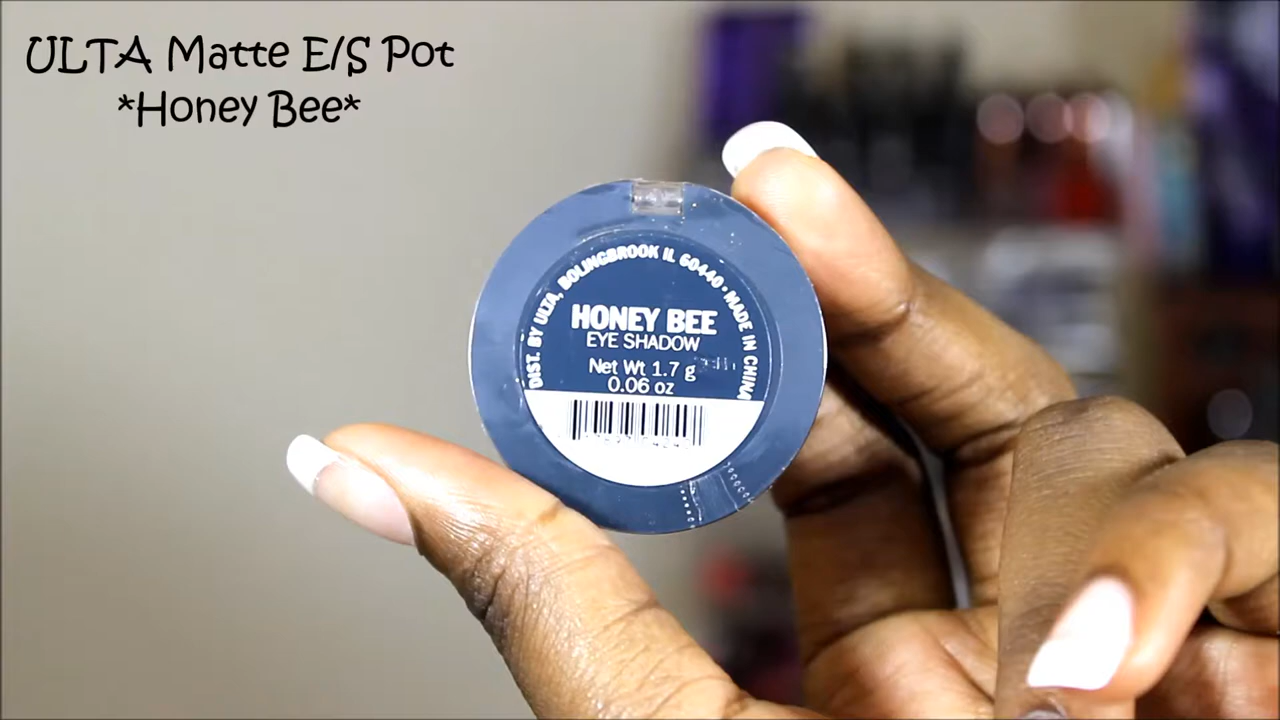 ULTA Matte E/S Pot
*Honey Bee*
DIST. BY ULTA, BOLINGBROOK IL 60440 • MADE IN CHINA
HONEY BEE
EYE SHADOW
Net Wt 1.7 g
0.06 oz